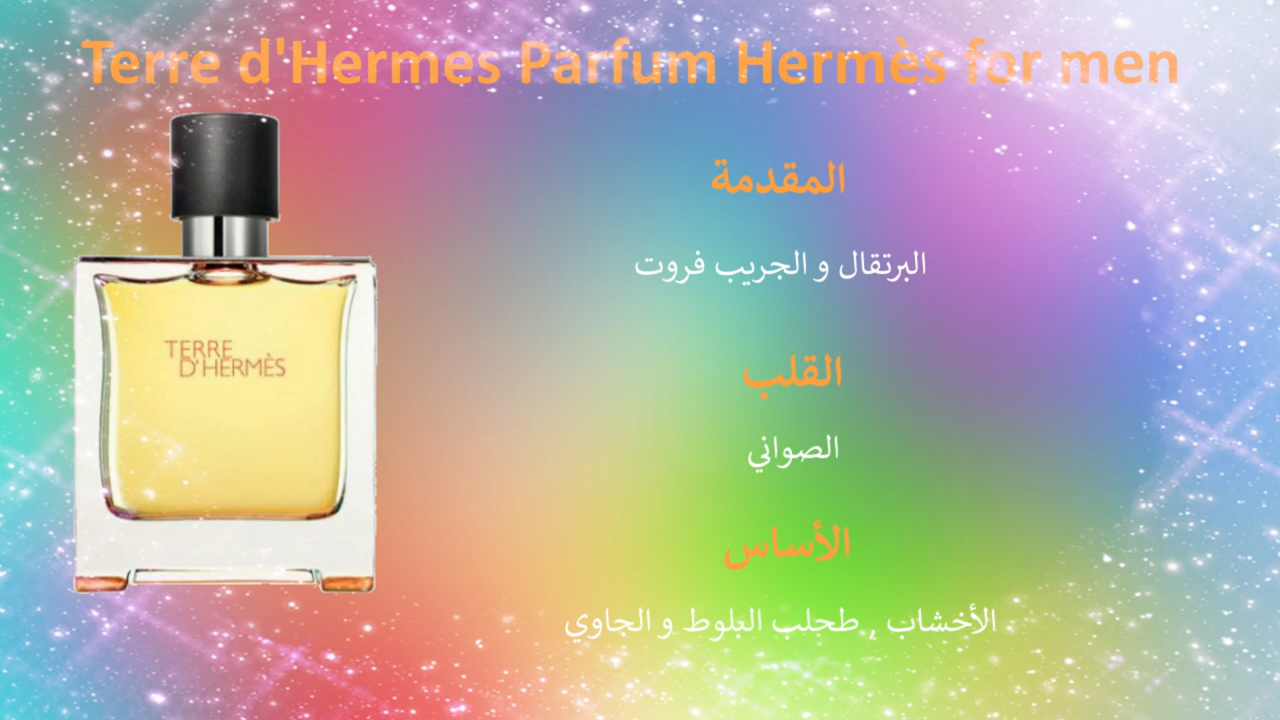 Terre d'Hermes Parfum Hermès for men
المقدمة
البرتقال و الجريب فروت
القلب
الصواني
الأساس
الأخشاب , طحلب البلوط و الجاوي
TERRE
D'HERMÈS